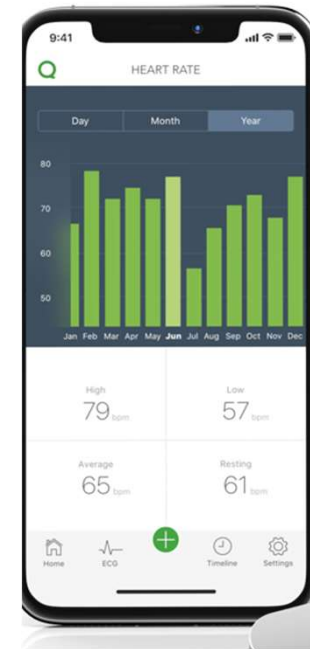 9:41
HEART RATE
Day Month Year
80
70
60
50
Jan Feb Mar Apr May Jun Jul Aug Sep Oct Nov Dec
High Low
79 bpm 57 bpm
Average Resting
65 bpm 61 bpm
Home ECG Timeline Settings